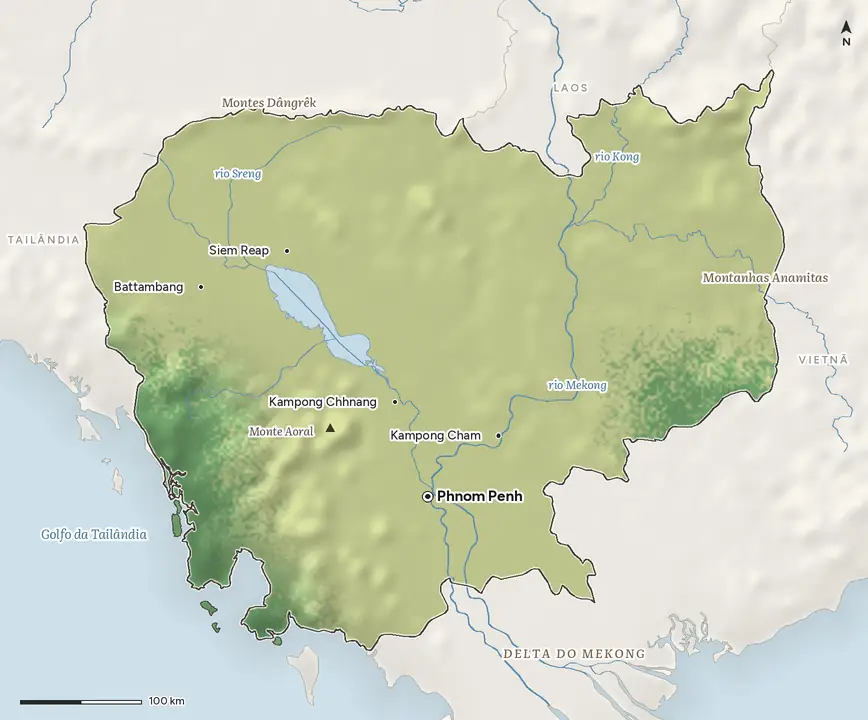 N
LAOS
Montes Dângrêk
rio Kong
rio Sreng
TAILÂNDIA
Siem Reap
Montanhas Anamitas
Battambang
VIETNÃ
rio Mekong
Kampong Chhnang
Monte Aoral
Kampong Cham
Phnom Penh
Golfo da Tailândia
DELTA DO MEKONG
100 km